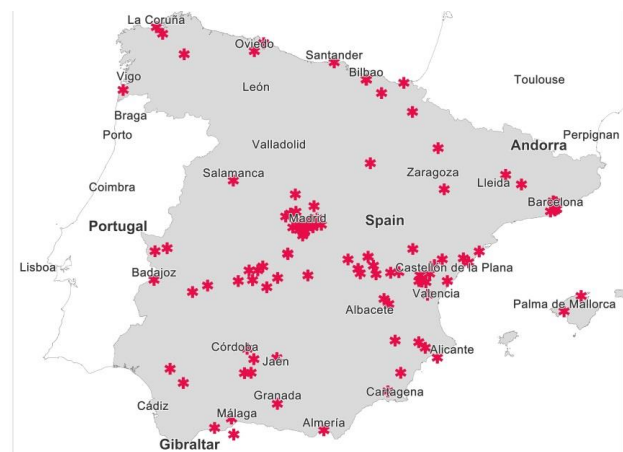 La Coruña
Oviedo
Santander
Bilbao
Toulouse
Vigo
León
Braga
Porto
Andorra
Perpignan
Valladolid
Salamanca
Zaragoza
Lleida
Coimbra
Barcelona
Madrid
Spain
Portugal
Lisboa
Badajoz
Castellón de la Plana
Valencia
Palma de Mallorca
Albacete
Córdoba
Jaén
Alicante
Cartagena
Granada
Cádiz
Málaga
Almería
Gibraltar